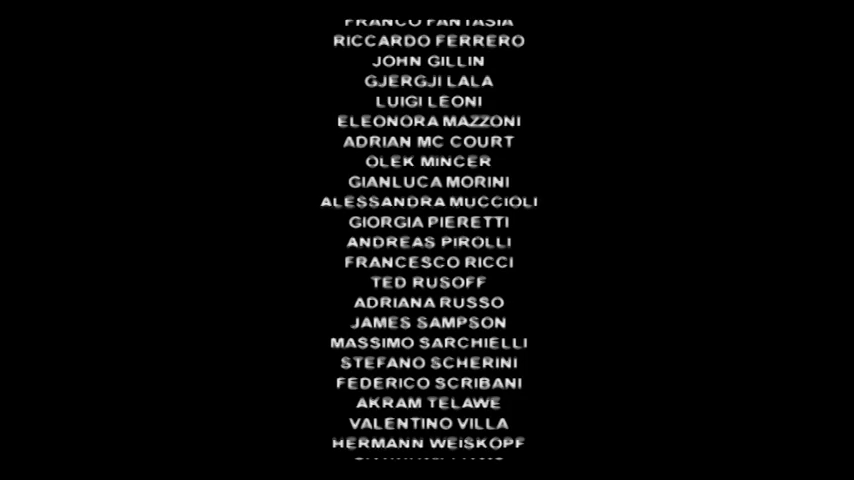 FRANCO FANTASIA
RICCARDO FERRERO
JOHN GILLIN
GJERGJI LALA
LUIGI LEONI
ELEONORA MAZZONI
ADRIAN MC COURT
OLEK MINCER
GIANLUCA MORINI
ALESSANDRA MUCCIOLI
GIORGIA PIERETTI
ANDREAS PIROLLI
FRANCESCO RICCI
TED RUSOFF
ADRIANA RUSSO
JAMES SAMPSON
MASSIMO SARCHIELLI
STEFANO SCHERINI
FEDERICO SCRIBANI
AKRAM TELAWE
VALENTINO VILLA
HERMANN WEISKOPF